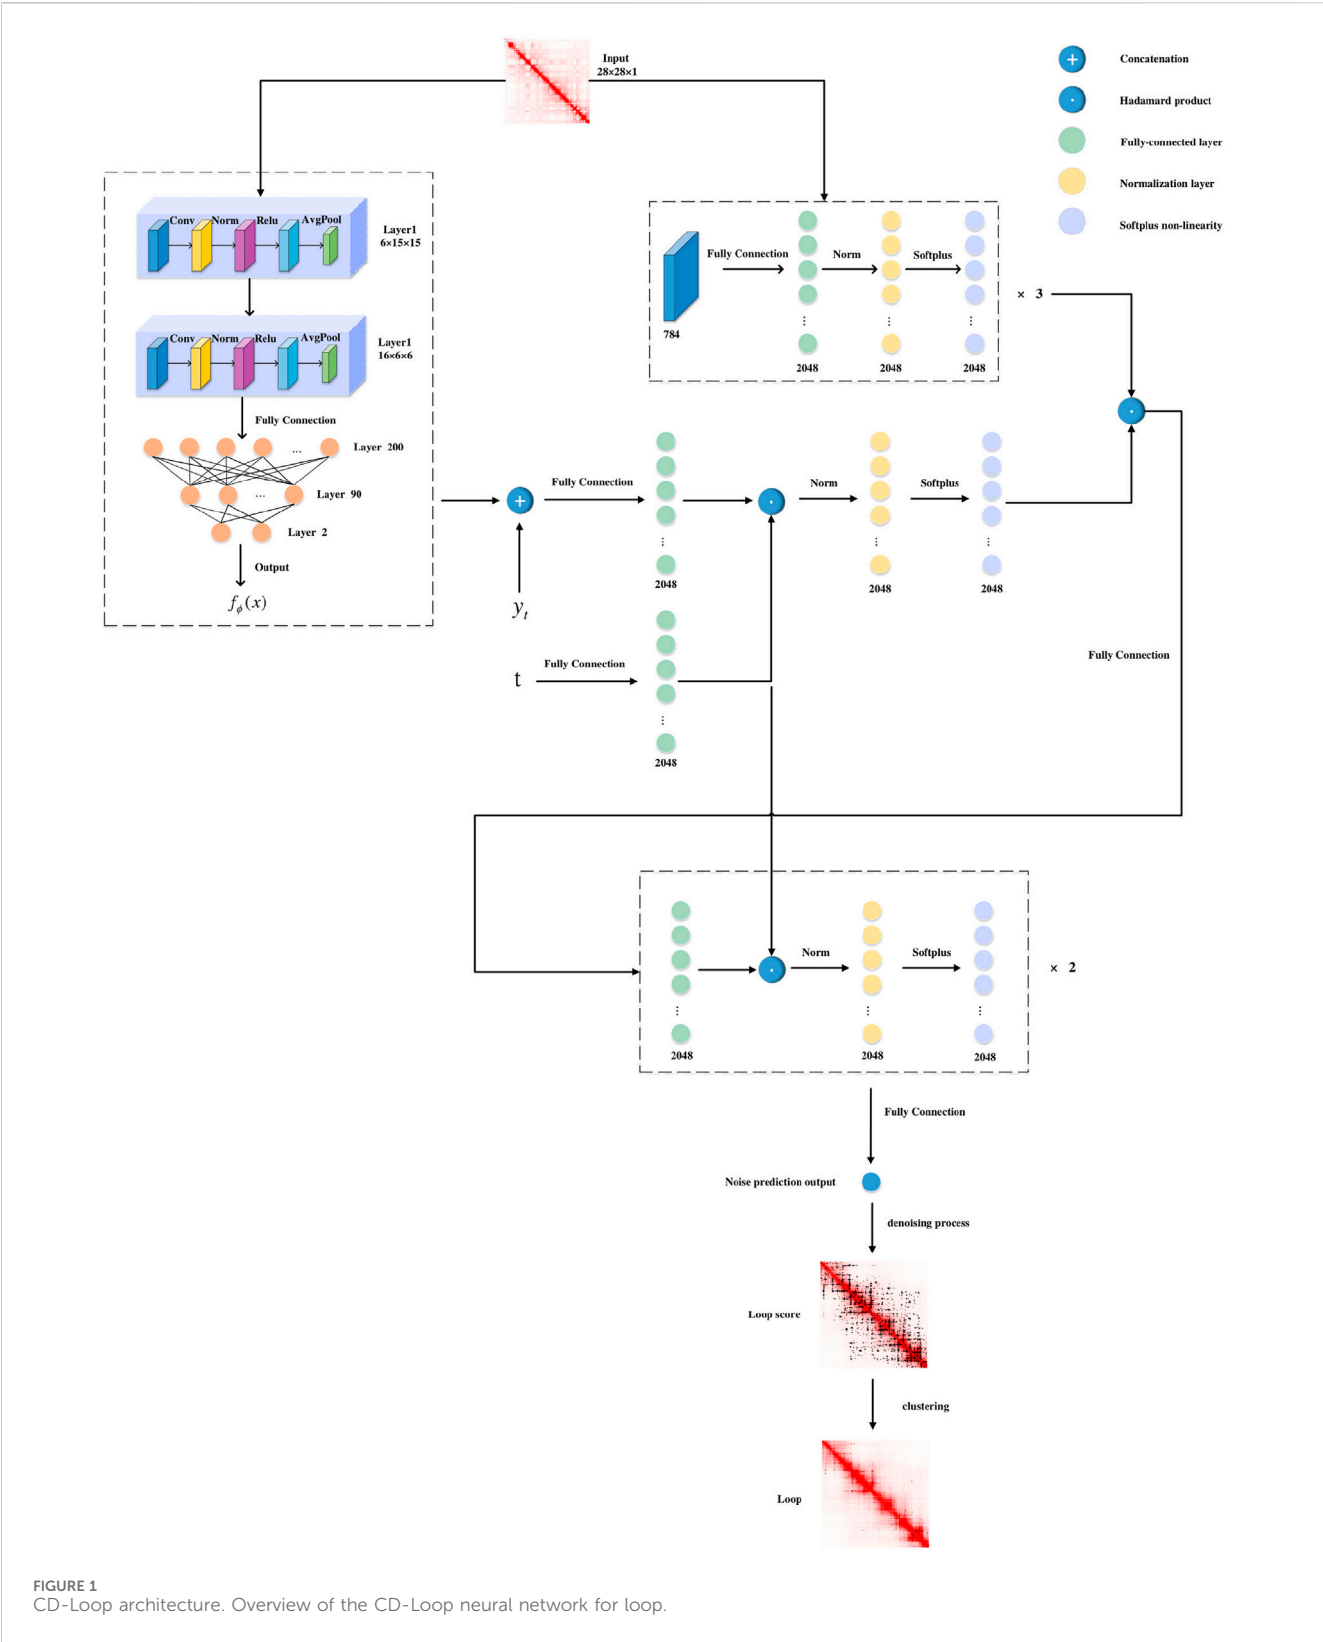 Input
28×28×1
Concatenation
Hadamard product
Fully-connected layer
Normalization layer
Softplus non-linearity
Conv Norm Relu AvgPool
Layer1
6×15×15
Conv Norm Relu AvgPool
Layer1
16×6×6
Fully Connection
... Layer 200
... Layer 90
Layer 2
Output
f_ϕ(x)
784
Fully Connection
Norm
Softplus
2048 2048 2048
× 3
Fully Connection
2048
Norm
Softplus
2048
2048
y_t
t
Fully Connection
2048
Fully Connection
Norm
Softplus
2048 2048 2048
× 2
Fully Connection
Noise prediction output
denoising process
Loop score
clustering
Loop
FIGURE 1
CD-Loop architecture. Overview of the CD-Loop neural network for loop.